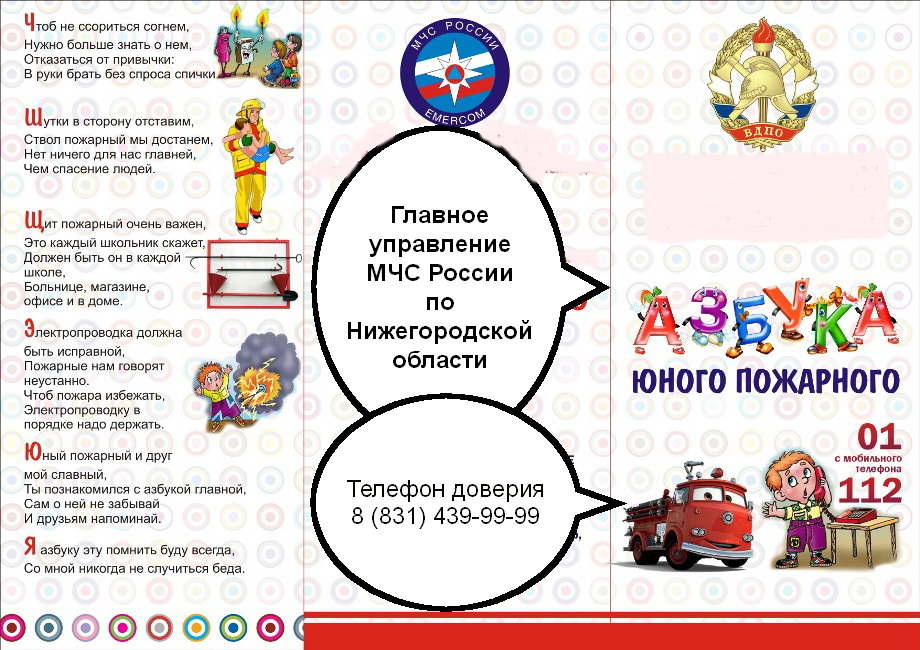 Чтоб не ссориться согнем,
Нужно больше знать о нем,
Отказаться от привычки:
В руки брать без спроса спички
Шутки в сторону отставим,
Ствол пожарный мы достанем,
Нет ничего для нас главней,
Чем спасение людей.
Щит пожарный очень важен,
Это каждый школьник скажет,
Должен быть он в каждой
школе,
Больнице, магазине,
офисе и в доме.
Электропроводка должна
быть исправной,
Пожарные нам говорят
неустанно.
Чтоб пожара избежать,
Электропроводку в
порядке надо держать.
Юный пожарный и друг
мой славный,
Ты познакомился с азбукой главной,
Сам о ней не забывай
И друзьям напоминай.
Я азбуку эту помнить буду всегда,
Со мной никогда не случиться беда.
МЧС РОССИИ
EMERCOM
Главное
управление
МЧС России
по
Нижегородской
области
Телефон доверия
8 (831) 439-99-99
ВДПО
АЗБУКА
ЮНОГО ПОЖАРНОГО
01
с мобильного
телефона
112